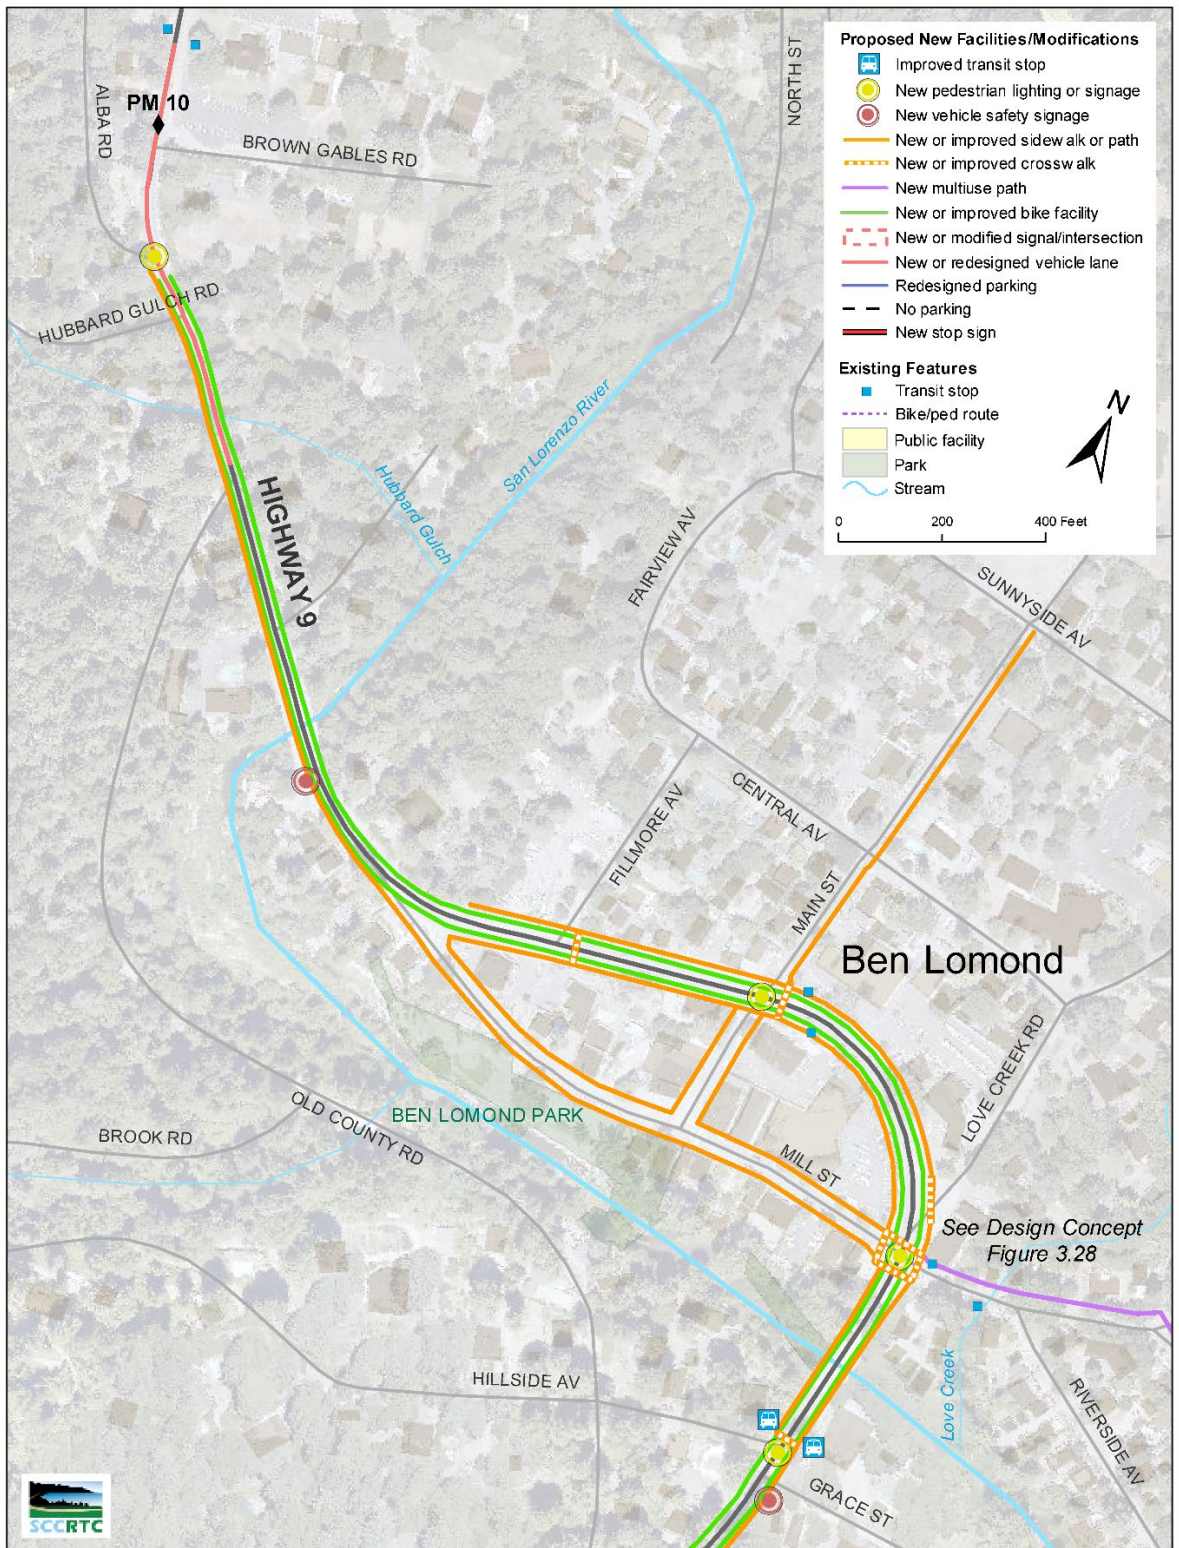 Proposed New Facilities/Modifications
Improved transit stop
New pedestrian lighting or signage
New vehicle safety signage
New or improved sidewalk or path
New or improved crosswalk
New multiuse path
New or improved bike facility
New or modified signal/intersection
New or redesigned vehicle lane
Redesigned parking
No parking
New stop sign
Existing Features
Transit stop
Bike/ped route
Public facility
Park
Stream
N
0 200 400 Feet
NORTH ST
ALBA RD
PM 10
BROWN GABLES RD
HUBBARD GULCH RD
San Lorenzo River
Hubbard Gulch
HIGHWAY 9
FAIRVIEW AV
SUNNYSIDE AV
CENTRAL AV
FILLMORE AV
MAIN ST
Ben Lomond
LOVE CREEK RD
OLD COUNTY RD
BEN LOMOND PARK
BROOK RD
MILL ST
See Design Concept
Figure 3.28
HILLSIDE AV
Love Creek
RIVERSIDE AV
GRACE ST
SCCRTC